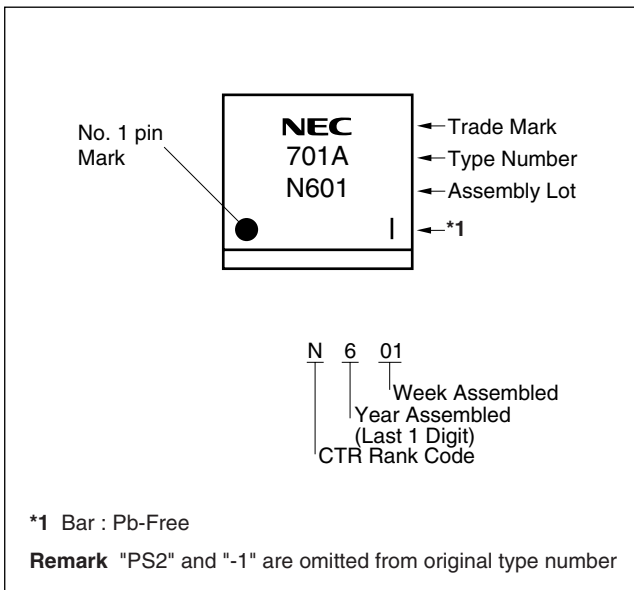 No. 1 pin
Mark
NEC
701A
N601
Trade Mark
Type Number
Assembly Lot
*1
N 6 01
Week Assembled
Year Assembled
(Last 1 Digit)
CTR Rank Code
*1 Bar : Pb-Free
Remark "PS2" and "-1" are omitted from original type number